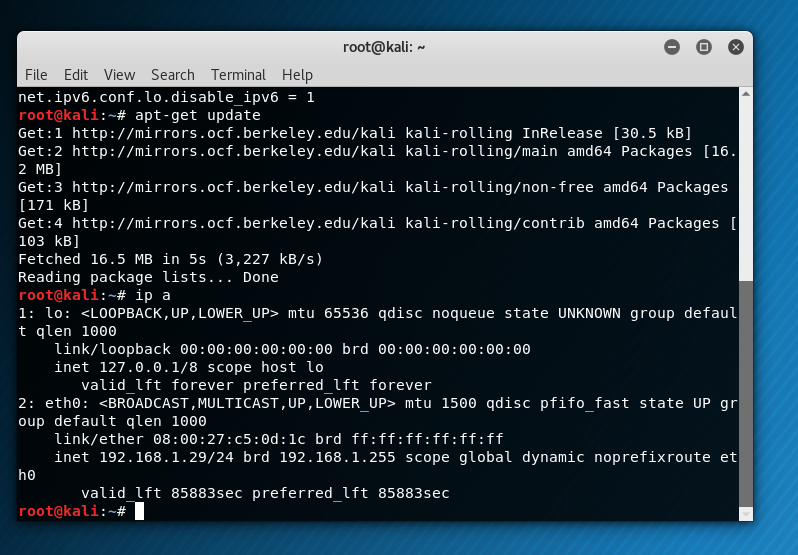 root@kali: ~
File Edit View Search Terminal Help
net.ipv6.conf.lo.disable_ipv6 = 1
root@kali:~# apt-get update
Get:1 http://mirrors.ocf.berkeley.edu/kali kali-rolling InRelease [30.5 kB]
Get:2 http://mirrors.ocf.berkeley.edu/kali kali-rolling/main amd64 Packages [16.
2 MB]
Get:3 http://mirrors.ocf.berkeley.edu/kali kali-rolling/non-free amd64 Packages
[171 kB]
Get:4 http://mirrors.ocf.berkeley.edu/kali kali-rolling/contrib amd64 Packages [
103 kB]
Fetched 16.5 MB in 5s (3,227 kB/s)
Reading package lists... Done
root@kali:~# ip a
1: lo: <LOOPBACK,UP,LOWER_UP> mtu 65536 qdisc noqueue state UNKNOWN group defaul
t qlen 1000
    link/loopback 00:00:00:00:00:00 brd 00:00:00:00:00:00
    inet 127.0.0.1/8 scope host lo
       valid_lft forever preferred_lft forever
2: eth0: <BROADCAST,MULTICAST,UP,LOWER_UP> mtu 1500 qdisc pfifo_fast state UP gr
oup default qlen 1000
    link/ether 08:00:27:c5:0d:1c brd ff:ff:ff:ff:ff:ff
    inet 192.168.1.29/24 brd 192.168.1.255 scope global dynamic noprefixroute et
h0
       valid_lft 85883sec preferred_lft 85883sec
root@kali:~#